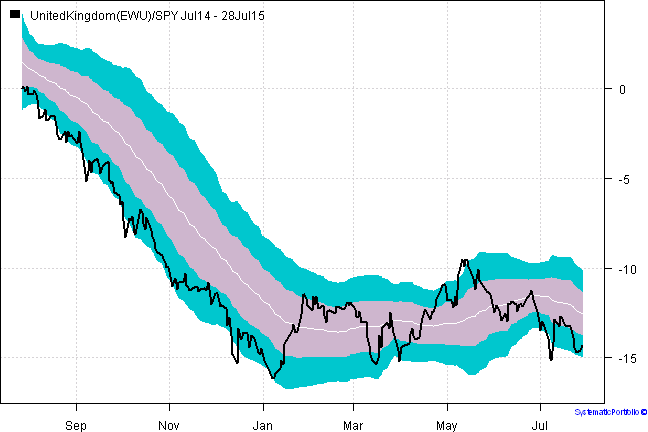 UnitedKingdom(EWU)/SPY Jul14 - 28Jul15
0
-5
-10
-15
Sep Nov Jan Mar May Jul
SystematicPortfolio ©